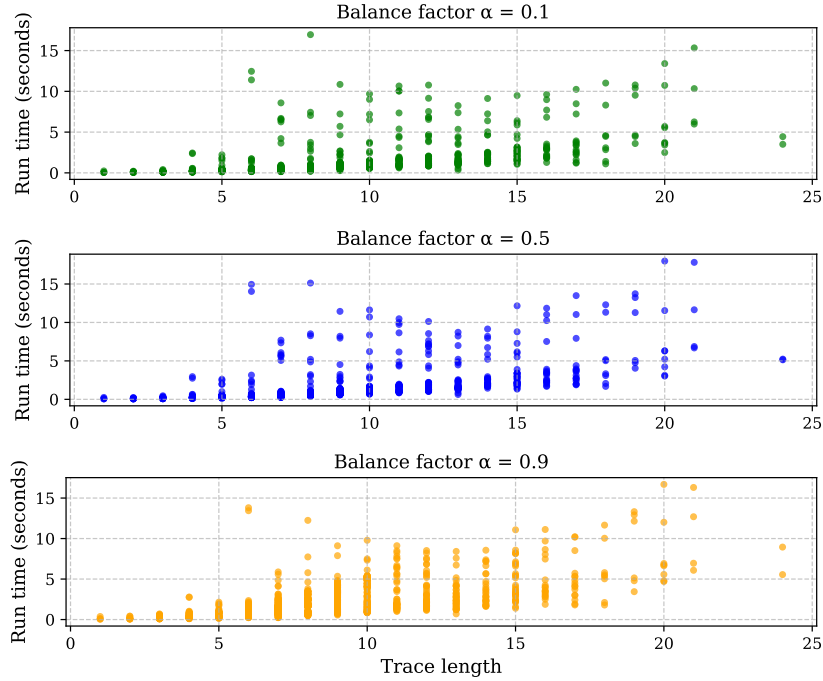 Balance factor α = 0.1
Run time (seconds)
15
10
5
0
0 5 10 15 20 25
Balance factor α = 0.5
Run time (seconds)
15
10
5
0
0 5 10 15 20 25
Balance factor α = 0.9
Run time (seconds)
15
10
5
0
0 5 10 15 20 25
Trace length